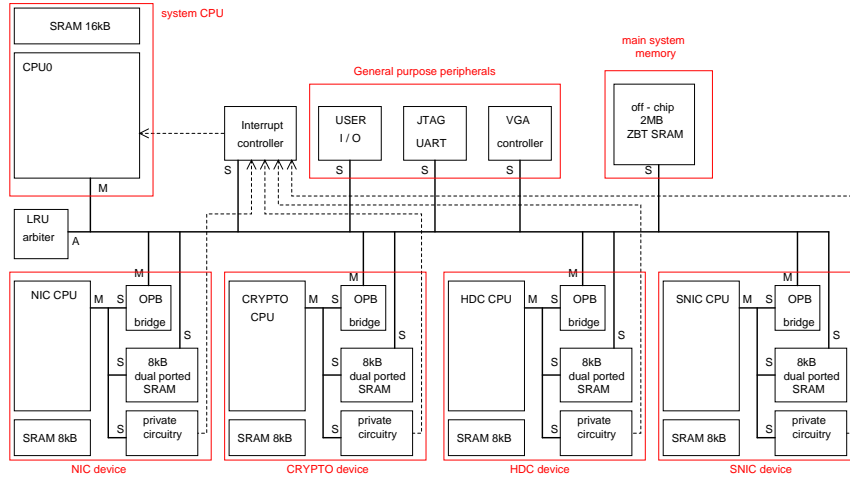 system CPU
SRAM 16kB
CPU0
main system
memory
General purpose peripherals
Interrupt
controller
USER
I / O
JTAG
UART
VGA
controller
off - chip
2MB
ZBT SRAM
S
S
S
S
S
M
LRU
arbiter
A
M
M
M
M
NIC CPU
M
S
OPB
bridge
S
S
8kB
dual ported
SRAM
S
private
circuitry
SRAM 8kB
NIC device
CRYPTO
CPU
M
S
OPB
bridge
S
S
8kB
dual ported
SRAM
S
private
circuitry
SRAM 8kB
CRYPTO device
HDC CPU
M
S
OPB
bridge
S
S
8kB
dual ported
SRAM
S
private
circuitry
SRAM 8kB
HDC device
SNIC CPU
M
S
OPB
bridge
S
S
8kB
dual ported
SRAM
S
private
circuitry
SRAM 8kB
SNIC device